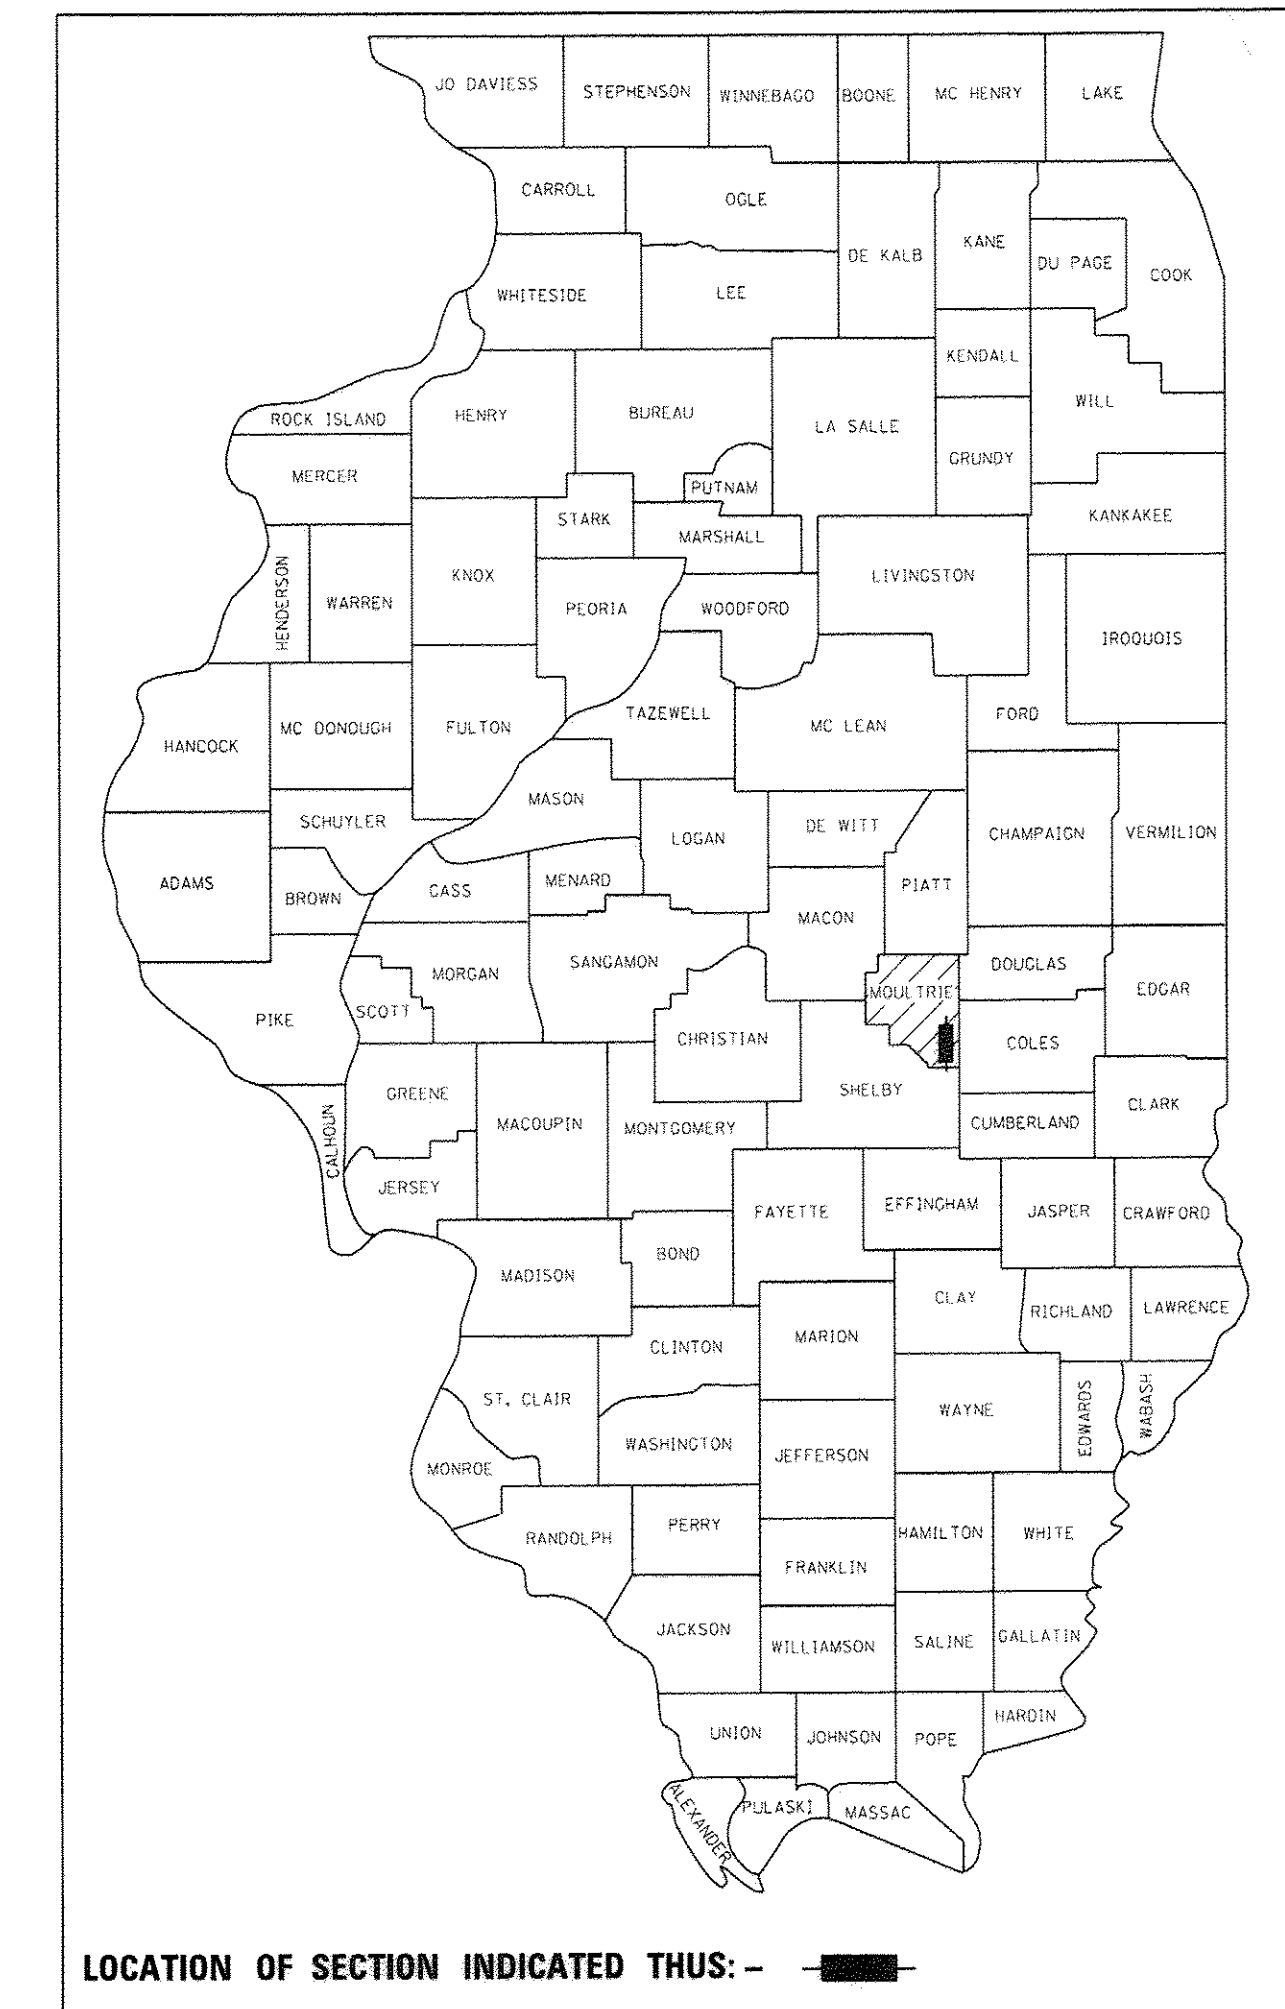 JO DAVIESS
STEPHENSON
WINNEBAGO
BOONE
MC HENRY
LAKE
CARROLL
OGLE
DE KALB
KANE
DU PAGE
COOK
WHITESIDE
LEE
KENDALL
WILL
ROCK ISLAND
HENRY
BUREAU
LA SALLE
GRUNDY
MERCER
PUTNAM
KANKAKEE
STARK
MARSHALL
HENDERSON
WARREN
KNOX
PEORIA
WOODFORD
LIVINGSTON
IROQUOIS
HANCOCK
MC DONOUGH
FULTON
TAZEWELL
MC LEAN
FORD
MASON
SCHUYLER
LOGAN
DE WITT
CHAMPAIGN
VERMILION
ADAMS
BROWN
CASS
MENARD
PIATT
MACON
SANGAMON
MORGAN
SCOTT
PIKE
CHRISTIAN
MOULTRIE
DOUGLAS
EDGAR
COLES
SHELBY
GREENE
MACOUPIN
MONTGOMERY
CALHOUN
CUMBERLAND
CLARK
JERSEY
FAYETTE
EFFINGHAM
JASPER
CRAWFORD
BOND
MADISON
CLAY
RICHLAND
LAWRENCE
CLINTON
MARION
ST. CLAIR
WAYNE
EDWARDS
WABASH
WASHINGTON
JEFFERSON
MONROE
RANDOLPH
PERRY
HAMILTON
WHITE
FRANKLIN
JACKSON
WILLIAMSON
SALINE
GALLATIN
UNION
JOHNSON
POPE
HARDIN
ALEXANDER
PULASKI
MASSAC
LOCATION OF SECTION INDICATED THUS: -